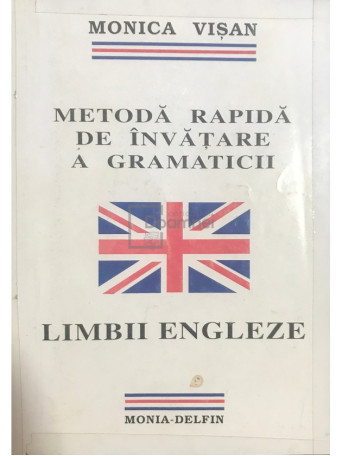 MONICA VIȘAN
METODĂ RAPIDĂ
DE ÎNVĂȚARE
A GRAMATICII
LIMBII ENGLEZE
MONIA-DELFIN